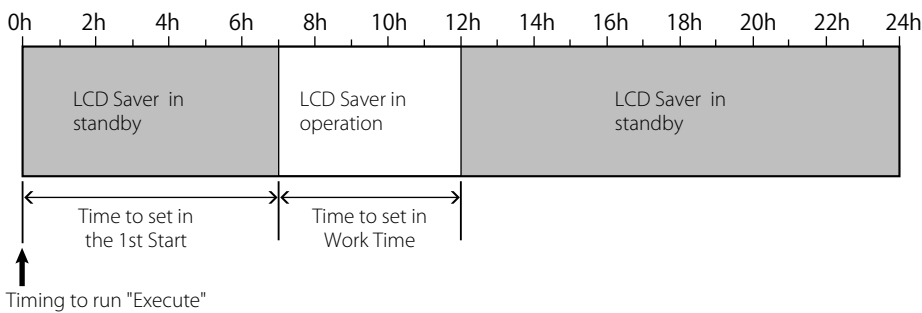 0h 2h 4h 6h 8h 10h 12h 14h 16h 18h 20h 22h 24h
LCD Saver in
standby
LCD Saver in
operation
LCD Saver in
standby
Time to set in
the 1st Start
Time to set in
Work Time
Timing to run "Execute"